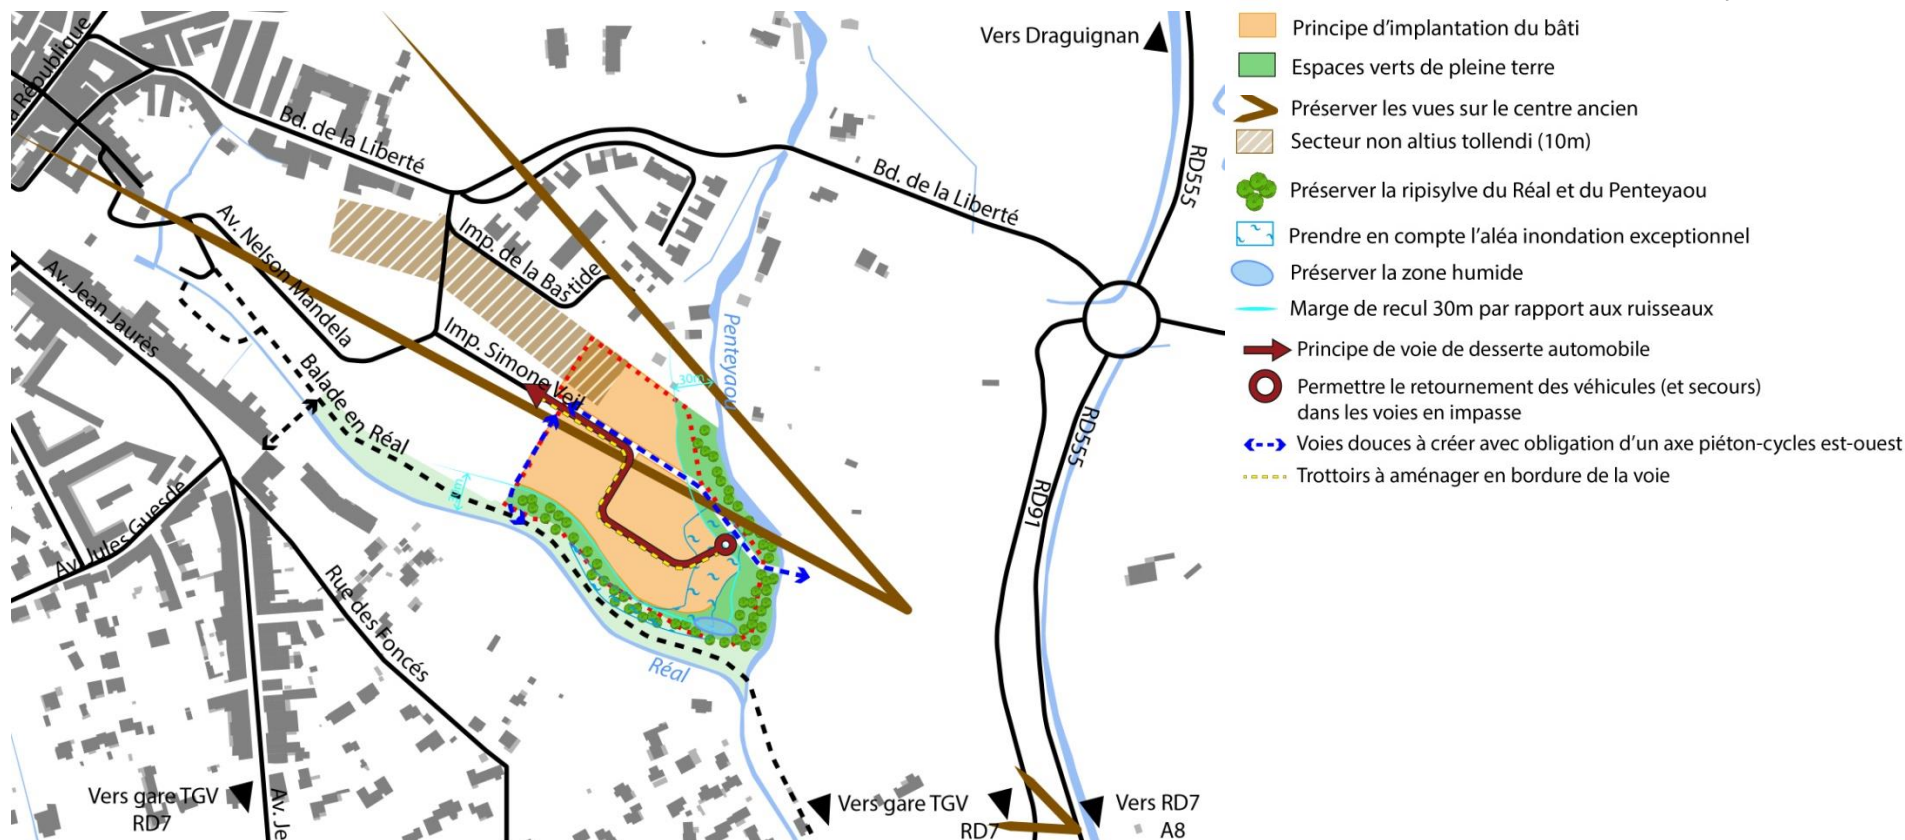 Vers Draguignan
a République
Bd. de la Liberté
Bd. de la Liberté
RD555
Av. Nelson Mandela
Imp. de la Bastide
Av. Jean Jaurès
Imp. Simone Veil
Penteyaou
30m
Balade en Réal
RD555
RD91
Av. Jules Guesde
Rue des Foncés
Réal
Vers gare TGV
RD7
Av. Je
Vers gare TGV
RD7
Vers RD7
A8
Principe d'implantation du bâti
Espaces verts de pleine terre
Préserver les vues sur le centre ancien
Secteur non altius tollendi (10m)
Préserver la ripisylve du Réal et du Penteyaou
Prendre en compte l'aléa inondation exceptionnel
Préserver la zone humide
Marge de recul 30m par rapport aux ruisseaux
Principe de voie de desserte automobile
Permettre le retournement des véhicules (et secours)
dans les voies en impasse
Voies douces à créer avec obligation d'un axe piéton-cycles est-ouest
Trottoirs à aménager en bordure de la voie